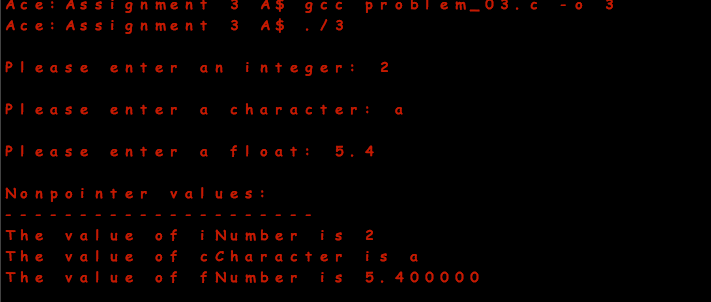 Ace:Assignment 3 A$ gcc problem_03.c -o 3
Ace:Assignment 3 A$ ./3
Please enter an integer: 2
Please enter a character: a
Please enter a float: 5.4
Nonpointer values:
---------------------
The value of iNumber is 2
The value of cCharacter is a
The value of fNumber is 5.400000